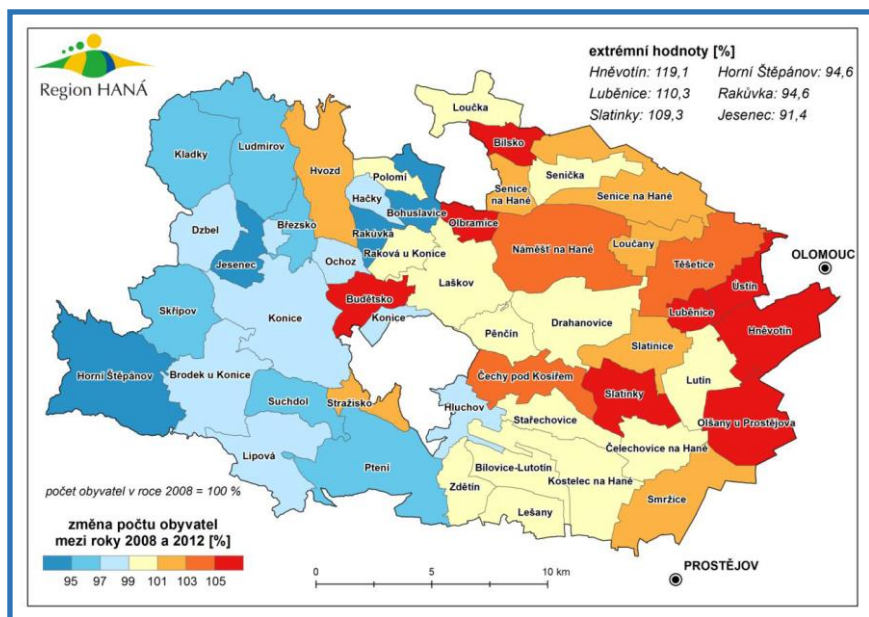 Region HANÁ
extrémní hodnoty [%]
Hněvotín: 119,1 Horní Štěpánov: 94,6
Luběnice: 110,3 Rakůvka: 94,6
Slatinky: 109,3 Jesenec: 91,4
Loučka
Bílsko
Kladky
Ludmírov
Hvozd
Polomí
Senička
Senice
na Hané
Senice na Hané
Hačky
Bohuslavice
Olbramice
Dzbel
Březsko
Rakůvka
Náměšť na Hané
Loučany
Jesenec
Ochoz
Raková u Konice
Těšetice
OLOMOUC
Laškov
Ústín
Skřípov
Budětsko
Luběnice
Konice
Konice
Drahanovice
Hněvotín
Pěnčín
Slatinice
Horní Štěpánov
Brodek u Konice
Čechy pod Kosířem
Lutín
Suchdol
Stražisko
Slatinky
Hluchov
Olšany u Prostějova
Stařechovice
Čelechovice na Hané
Lipová
Ptení
Bílovice-Lutotín
Zdětín
Kostelec na Hané
Smržice
Lešany
počet obyvatel v roce 2008 = 100 %
změna počtu obyvatel
mezi roky 2008 a 2012 [%]
95 97 99 101 103 105
0 5 10 km
PROSTĚJOV